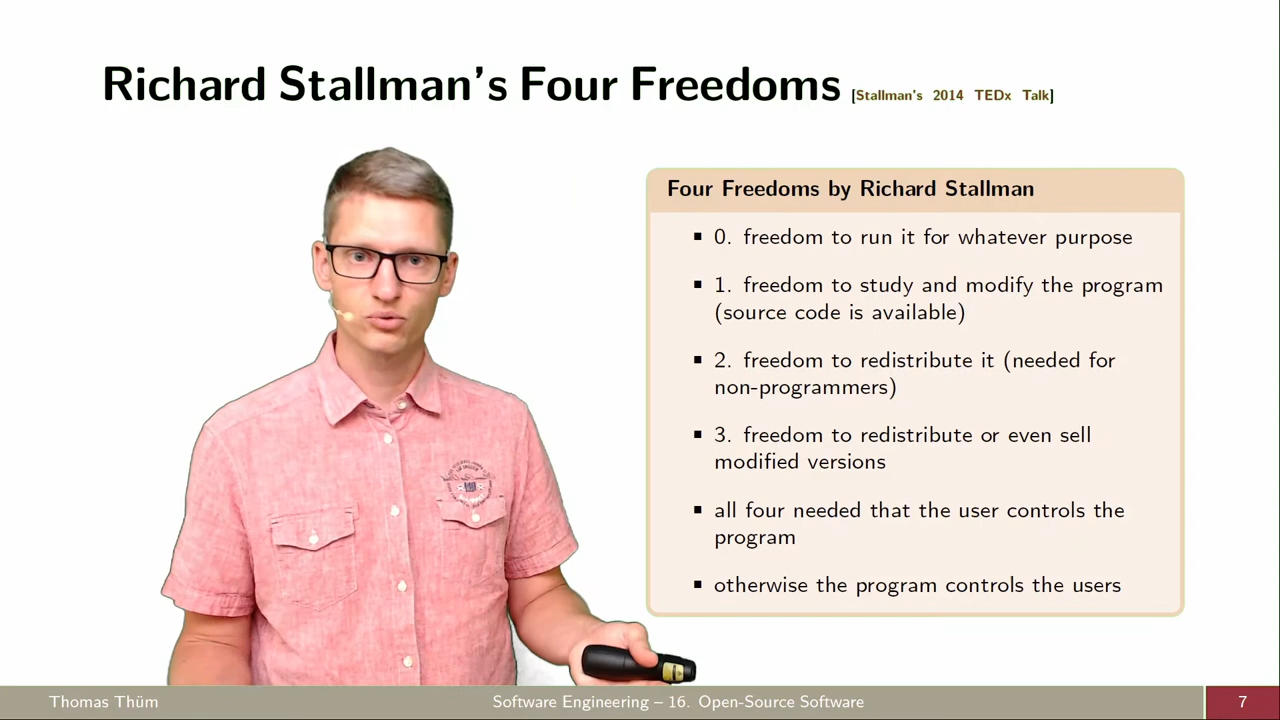 Richard Stallman's Four Freedoms [Stallman's 2014 TEDx Talk]
Four Freedoms by Richard Stallman
▪ 0. freedom to run it for whatever purpose
▪ 1. freedom to study and modify the program
(source code is available)
▪ 2. freedom to redistribute it (needed for
non-programmers)
▪ 3. freedom to redistribute or even sell
modified versions
▪ all four needed that the user controls the
program
▪ otherwise the program controls the users
Thomas Thüm
Software Engineering – 16. Open-Source Software
7